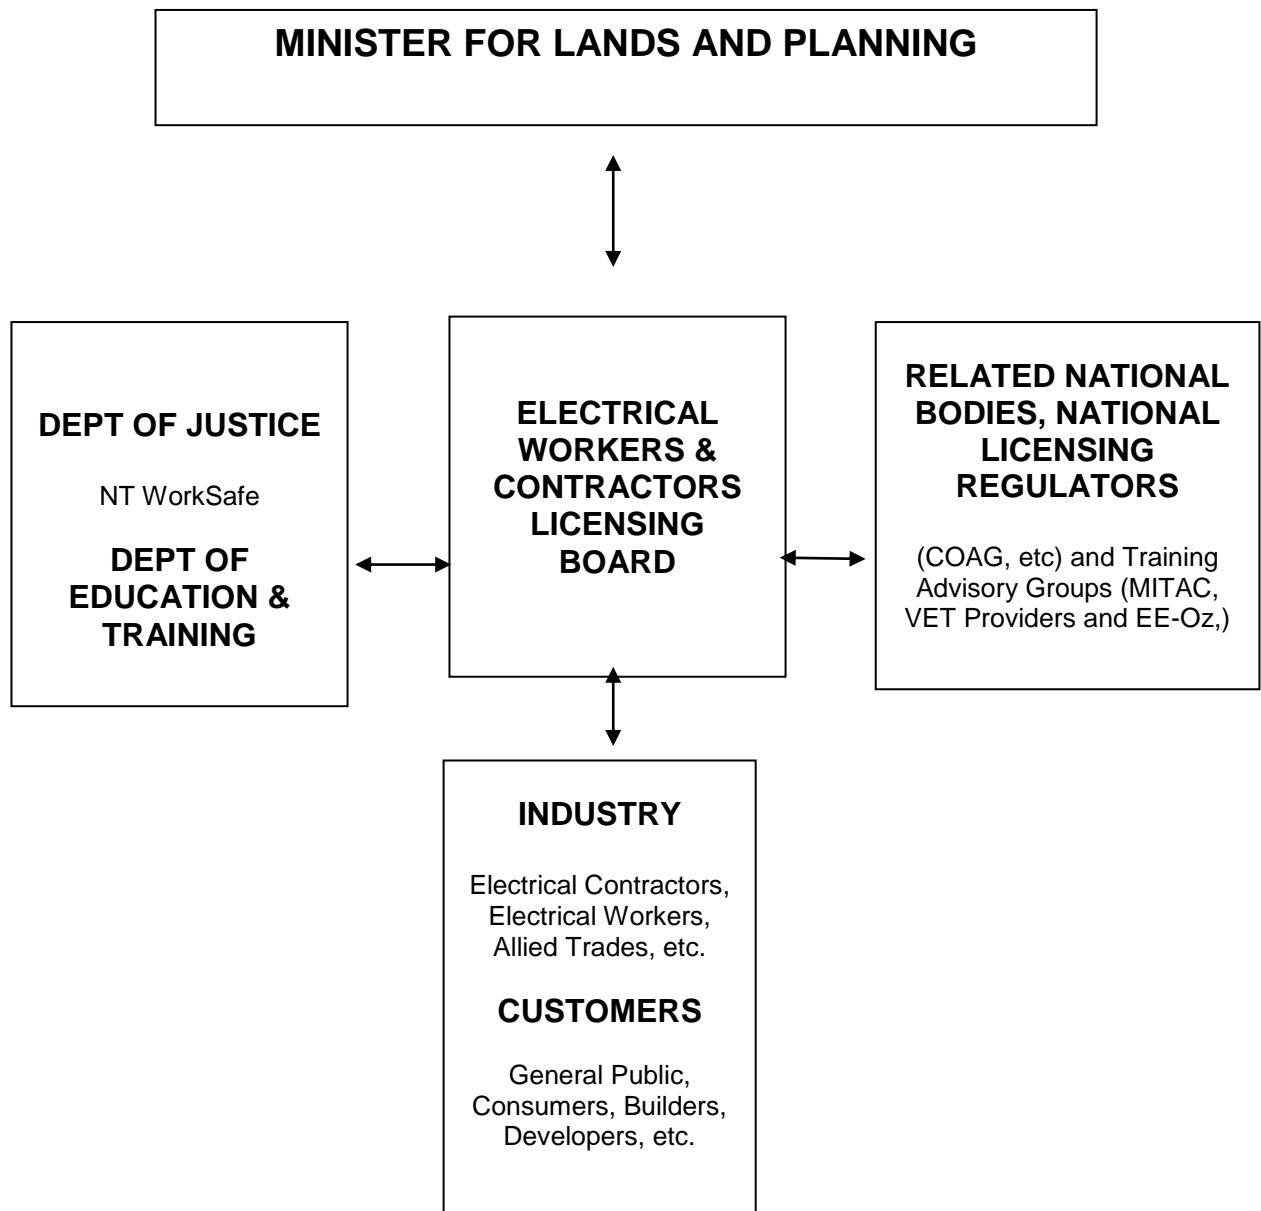 MINISTER FOR LANDS AND PLANNING
DEPT OF JUSTICE
NT WorkSafe
DEPT OF
EDUCATION &
TRAINING
ELECTRICAL
WORKERS &
CONTRACTORS
LICENSING
BOARD
RELATED NATIONAL
BODIES, NATIONAL
LICENSING
REGULATORS
(COAG, etc) and Training
Advisory Groups (MITAC,
VET Providers and EE-Oz,)
INDUSTRY
Electrical Contractors,
Electrical Workers,
Allied Trades, etc.
CUSTOMERS
General Public,
Consumers, Builders,
Developers, etc.